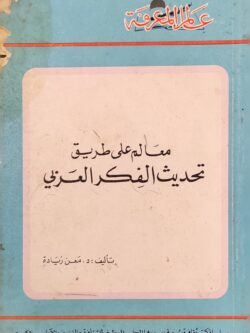 عالم المعرفة
معالم على طريق
تحديث الفكر العربي
تأليف: د. معن زيادة